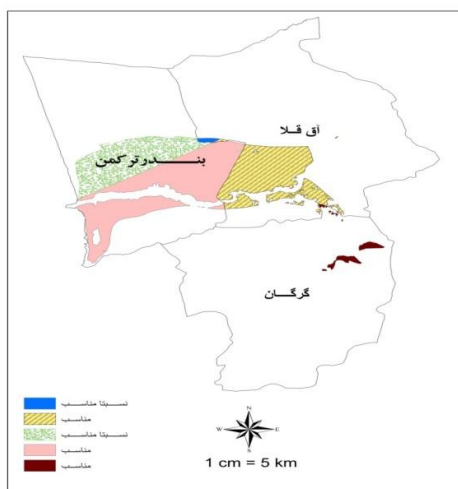 آق قلا
بندرترکمن
گرگان
نسبتا مناسب
مناسب
نسبتا مناسب
مناسب
مناسب
N
W E
S
1 cm = 5 km